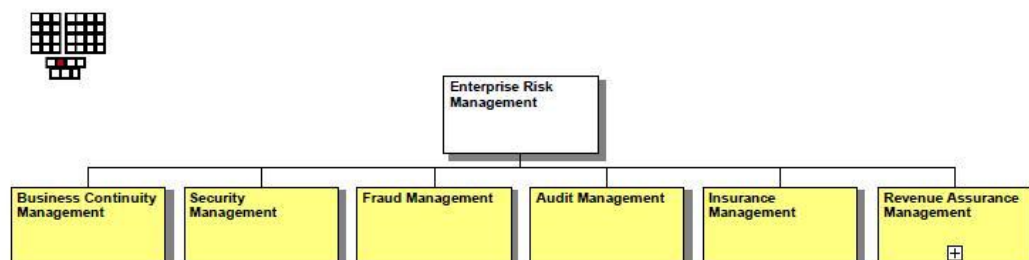 Enterprise Risk
Management
Business Continuity
Management
Security
Management
Fraud Management
Audit Management
Insurance
Management
Revenue Assurance
Management